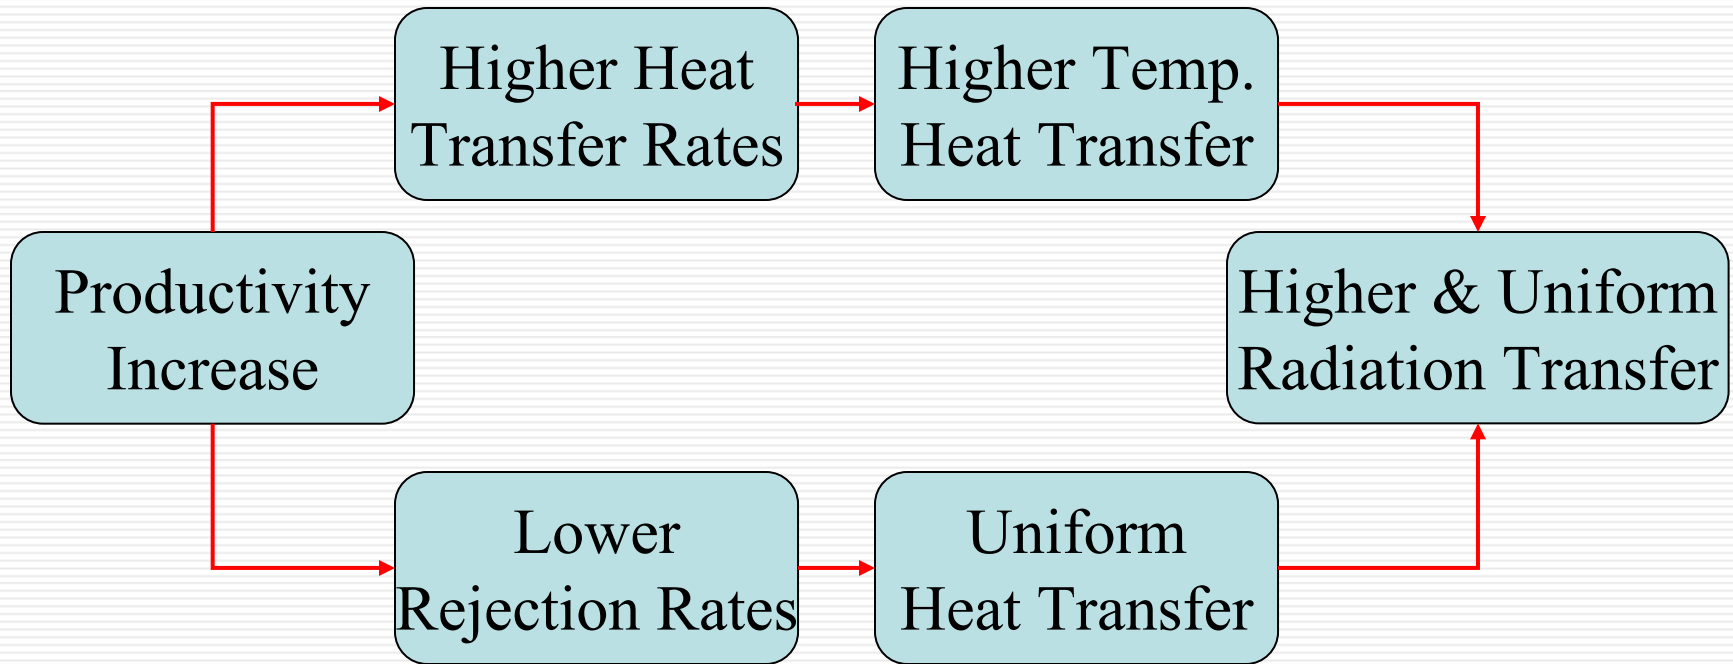 Higher Heat
Transfer Rates
Higher Temp.
Heat Transfer
Productivity
Increase
Higher & Uniform
Radiation Transfer
Lower
Rejection Rates
Uniform
Heat Transfer